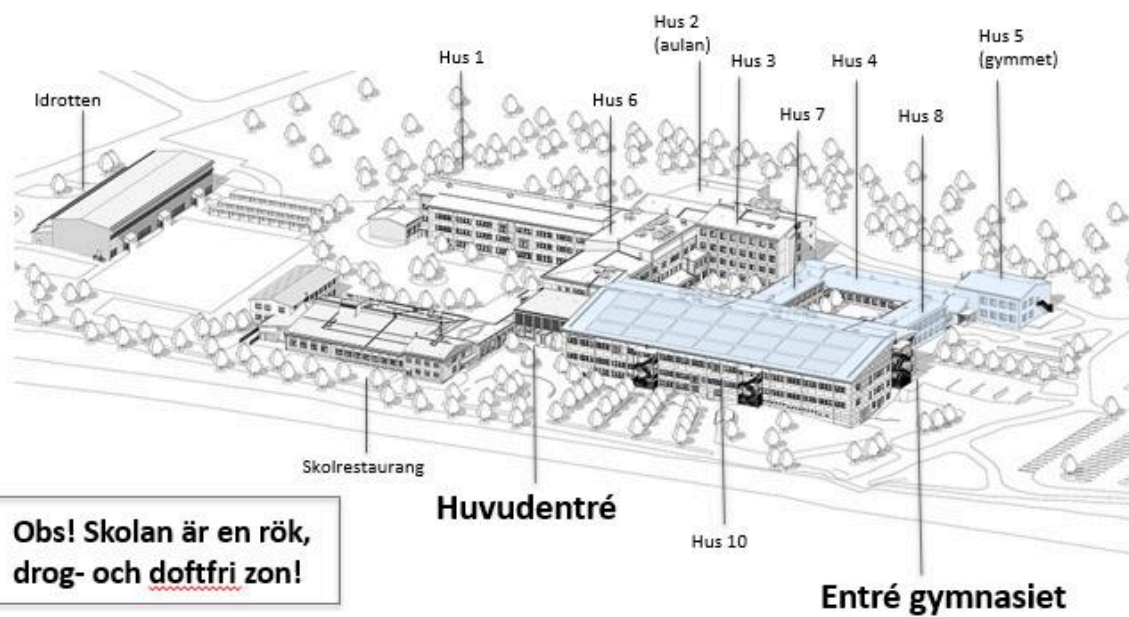 Hus 2
(aulan)
Hus 5
(gymmet)
Hus 1
Hus 3
Hus 4
Idrotten
Hus 6
Hus 7
Hus 8
Skolrestaurang
Huvudentré
Obs! Skolan är en rök,
drog- och doftfri zon!
Hus 10
Entré gymnasiet